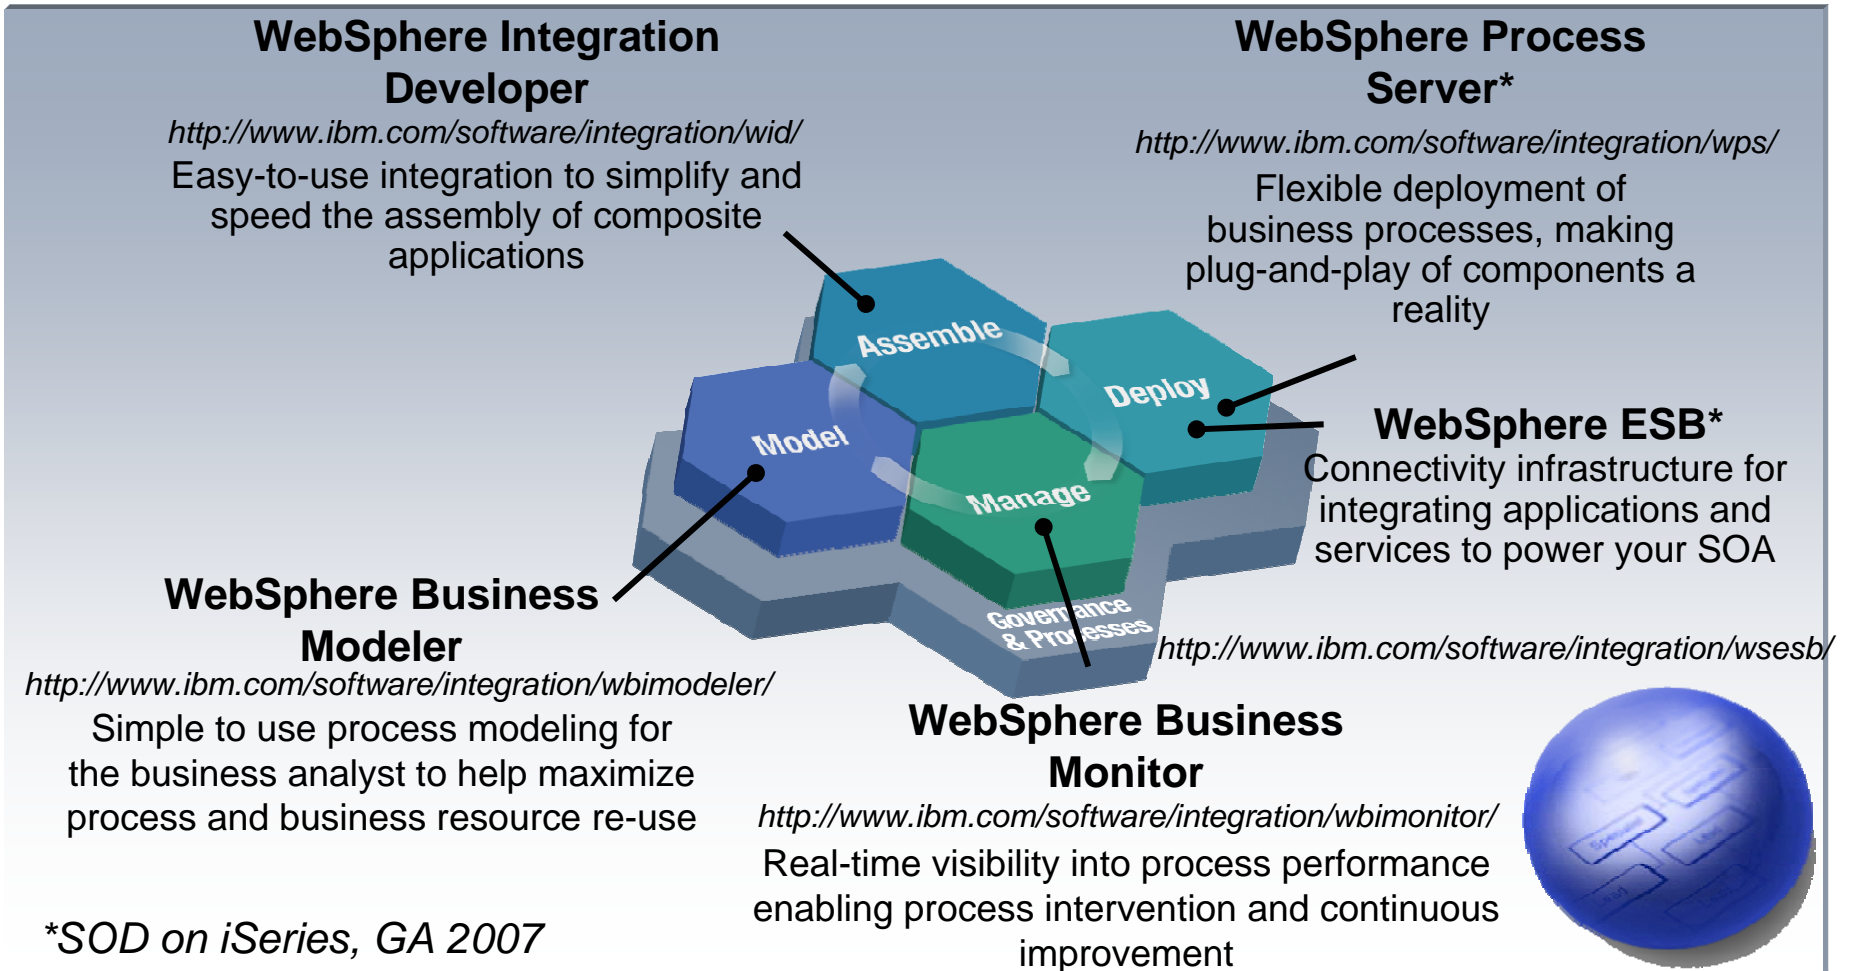 WebSphere Integration
Developer
http://www.ibm.com/software/integration/wid/
Easy-to-use integration to simplify and
speed the assembly of composite
applications
WebSphere Process
Server*
http://www.ibm.com/software/integration/wps/
Flexible deployment of
business processes, making
plug-and-play of components a
reality
Assemble
Deploy
Model
Manage
Governance
& Processes
WebSphere ESB*
Connectivity infrastructure for
integrating applications and
services to power your SOA
http://www.ibm.com/software/integration/wsesb/
WebSphere Business
Modeler
http://www.ibm.com/software/integration/wbimodeler/
Simple to use process modeling for
the business analyst to help maximize
process and business resource re-use
WebSphere Business
Monitor
http://www.ibm.com/software/integration/wbimonitor/
Real-time visibility into process performance
enabling process intervention and continuous
improvement
*SOD on iSeries, GA 2007